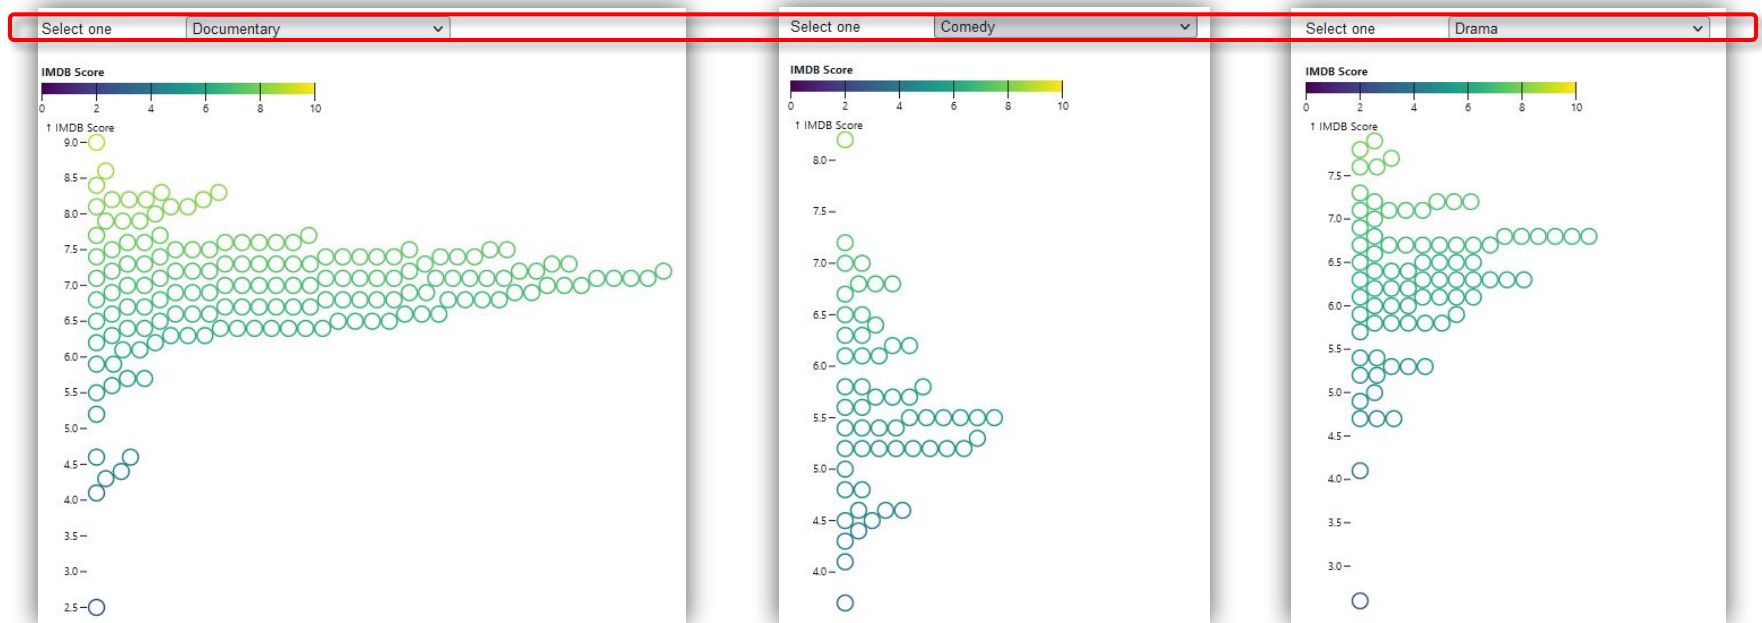 Select one Documentary
IMDB Score
0 2 4 6 8 10
↑ IMDB Score
9.0
8.5
8.0
7.5
7.0
6.5
6.0
5.5
5.0
4.5
4.0
3.5
3.0
2.5
Select one Comedy
IMDB Score
0 2 4 6 8 10
↑ IMDB Score
8.0
7.5
7.0
6.5
6.0
5.5
5.0
4.5
4.0
Select one Drama
IMDB Score
0 2 4 6 8 10
↑ IMDB Score
7.5
7.0
6.5
6.0
5.5
5.0
4.5
4.0
3.5
3.0